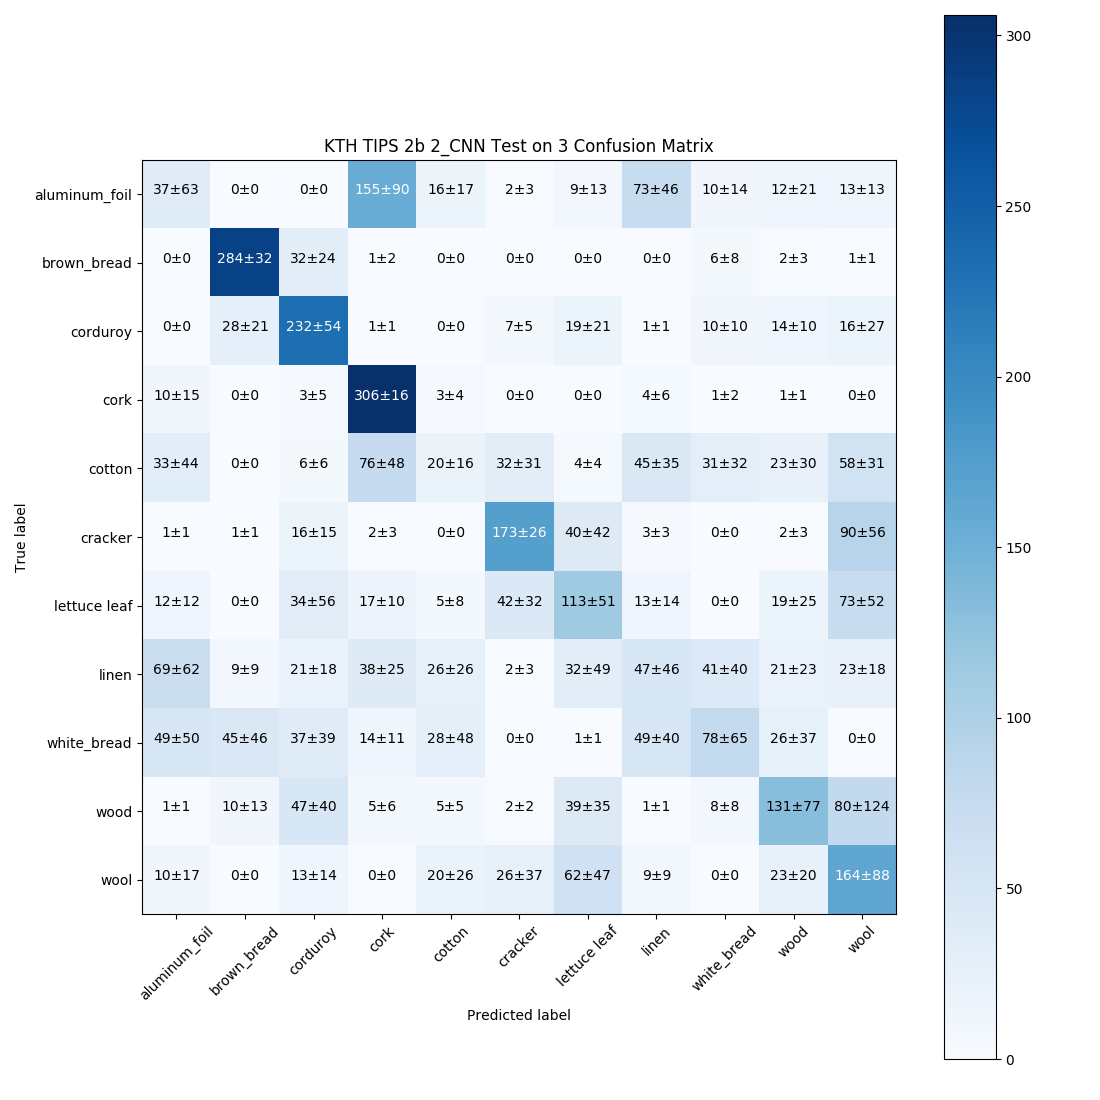 KTH TIPS 2b 2_CNN Test on 3 Confusion Matrix
aluminum_foil 37±63 0±0 0±0 155±90 16±17 2±3 9±13 73±46 10±14 12±21 13±13
brown_bread 0±0 284±32 32±24 1±2 0±0 0±0 0±0 0±0 6±8 2±3 1±1
corduroy 0±0 28±21 232±54 1±1 0±0 7±5 19±21 1±1 10±10 14±10 16±27
cork 10±15 0±0 3±5 306±16 3±4 0±0 0±0 4±6 1±2 1±1 0±0
cotton 33±44 0±0 6±6 76±48 20±16 32±31 4±4 45±35 31±32 23±30 58±31
cracker 1±1 1±1 16±15 2±3 0±0 173±26 40±42 3±3 0±0 2±3 90±56
lettuce leaf 12±12 0±0 34±56 17±10 5±8 42±32 113±51 13±14 0±0 19±25 73±52
linen 69±62 9±9 21±18 38±25 26±26 2±3 32±49 47±46 41±40 21±23 23±18
white_bread 49±50 45±46 37±39 14±11 28±48 0±0 1±1 49±40 78±65 26±37 0±0
wood 1±1 10±13 47±40 5±6 5±5 2±2 39±35 1±1 8±8 131±77 80±124
wool 10±17 0±0 13±14 0±0 20±26 26±37 62±47 9±9 0±0 23±20 164±88
aluminum_foil brown_bread corduroy cork cotton cracker lettuce leaf linen white_bread wood wool
Predicted label
True label
300
250
200
150
100
50
0